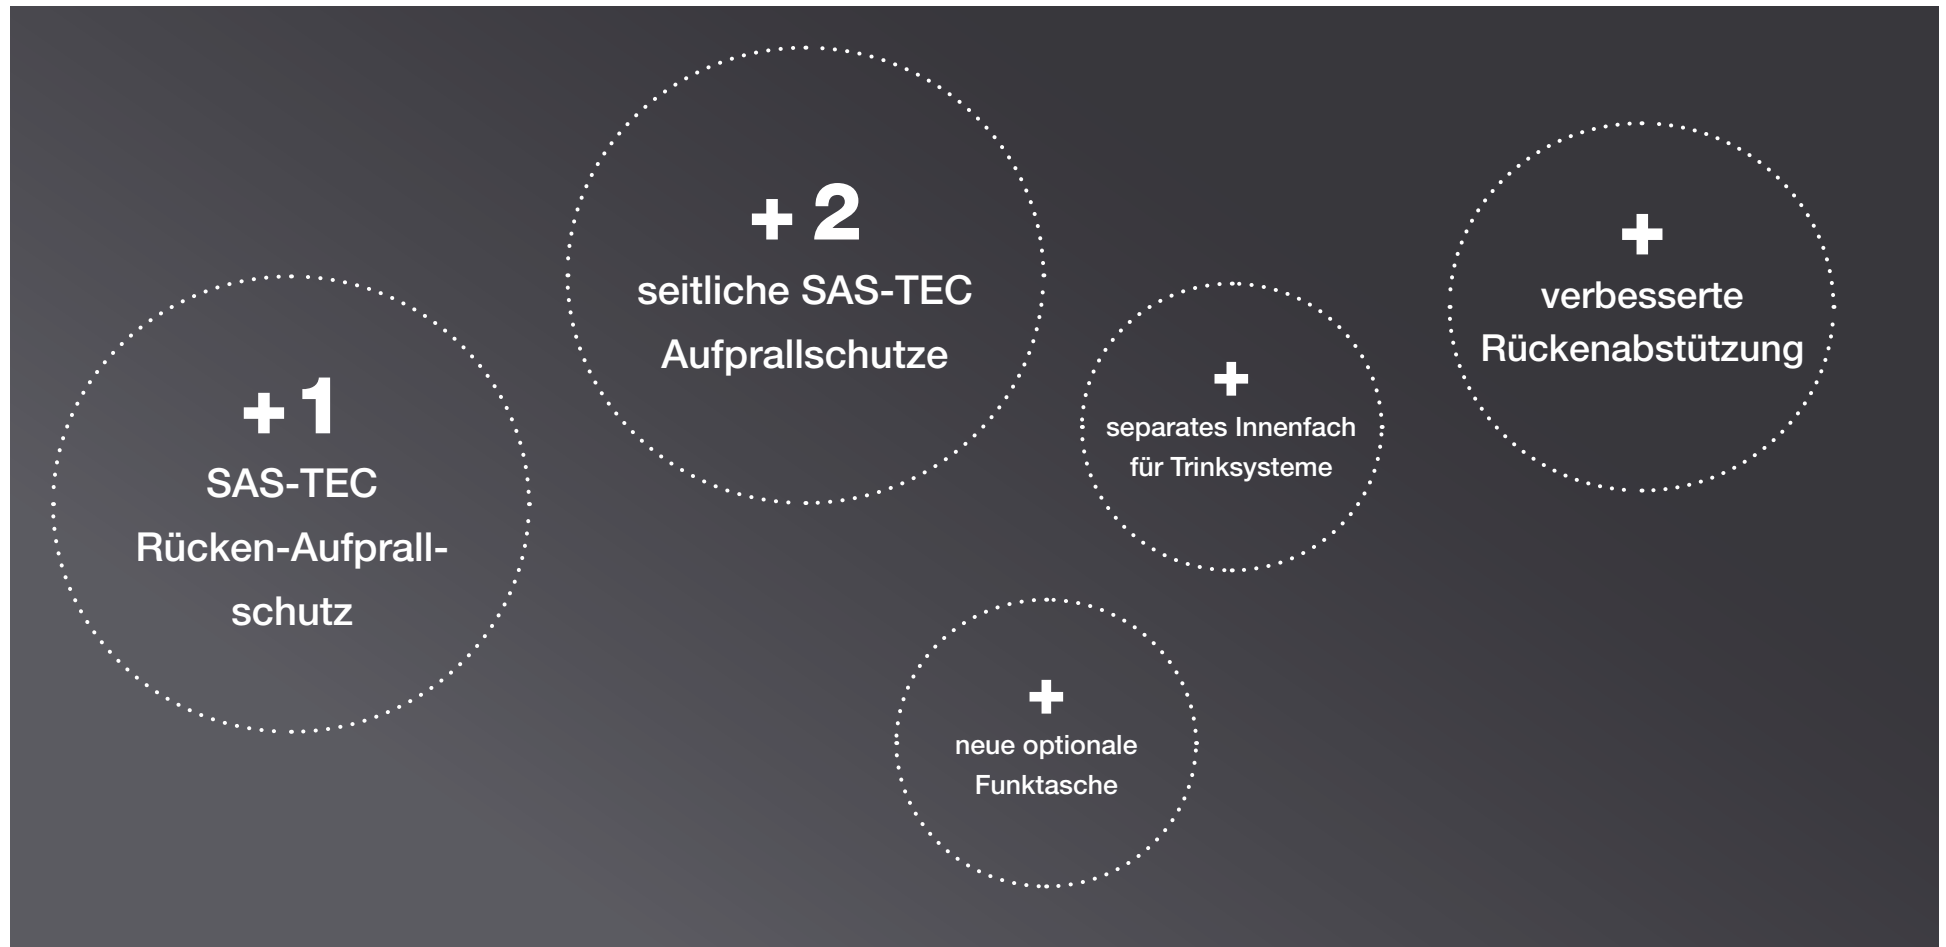 + 1
SAS-TEC
Rücken-Aufprall-
schutz
+ 2
seitliche SAS-TEC
Aufprallschutze
+
separates Innenfach
für Trinksysteme
+
neue optionale
Funktasche
+
verbesserte
Rückenabstützung